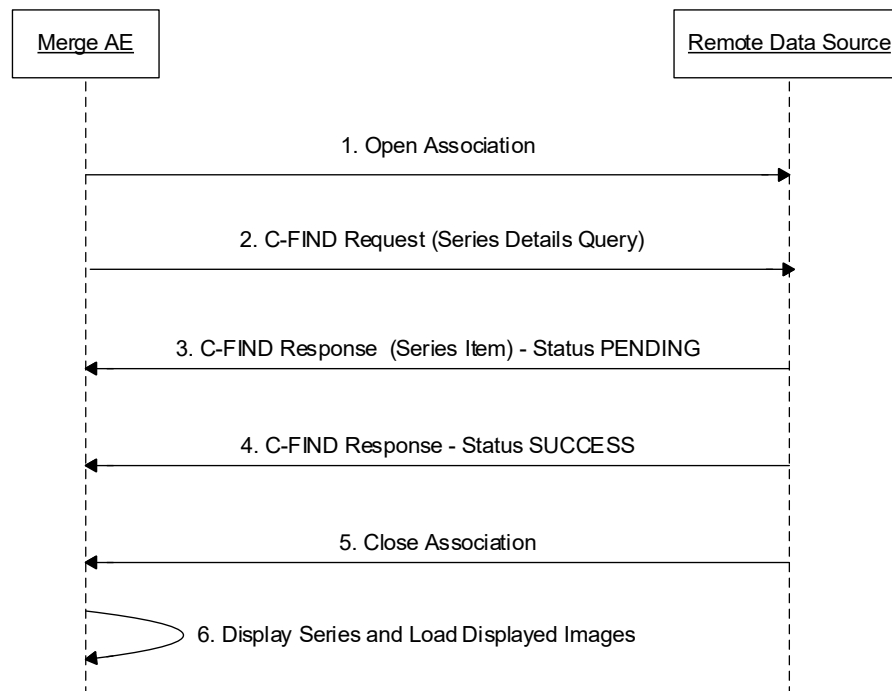 Merge AE
Remote Data Source
1. Open Association
2. C-FIND Request (Series Details Query)
3. C-FIND Response  (Series Item) - Status PENDING
4. C-FIND Response - Status SUCCESS
5. Close Association
6. Display Series and Load Displayed Images